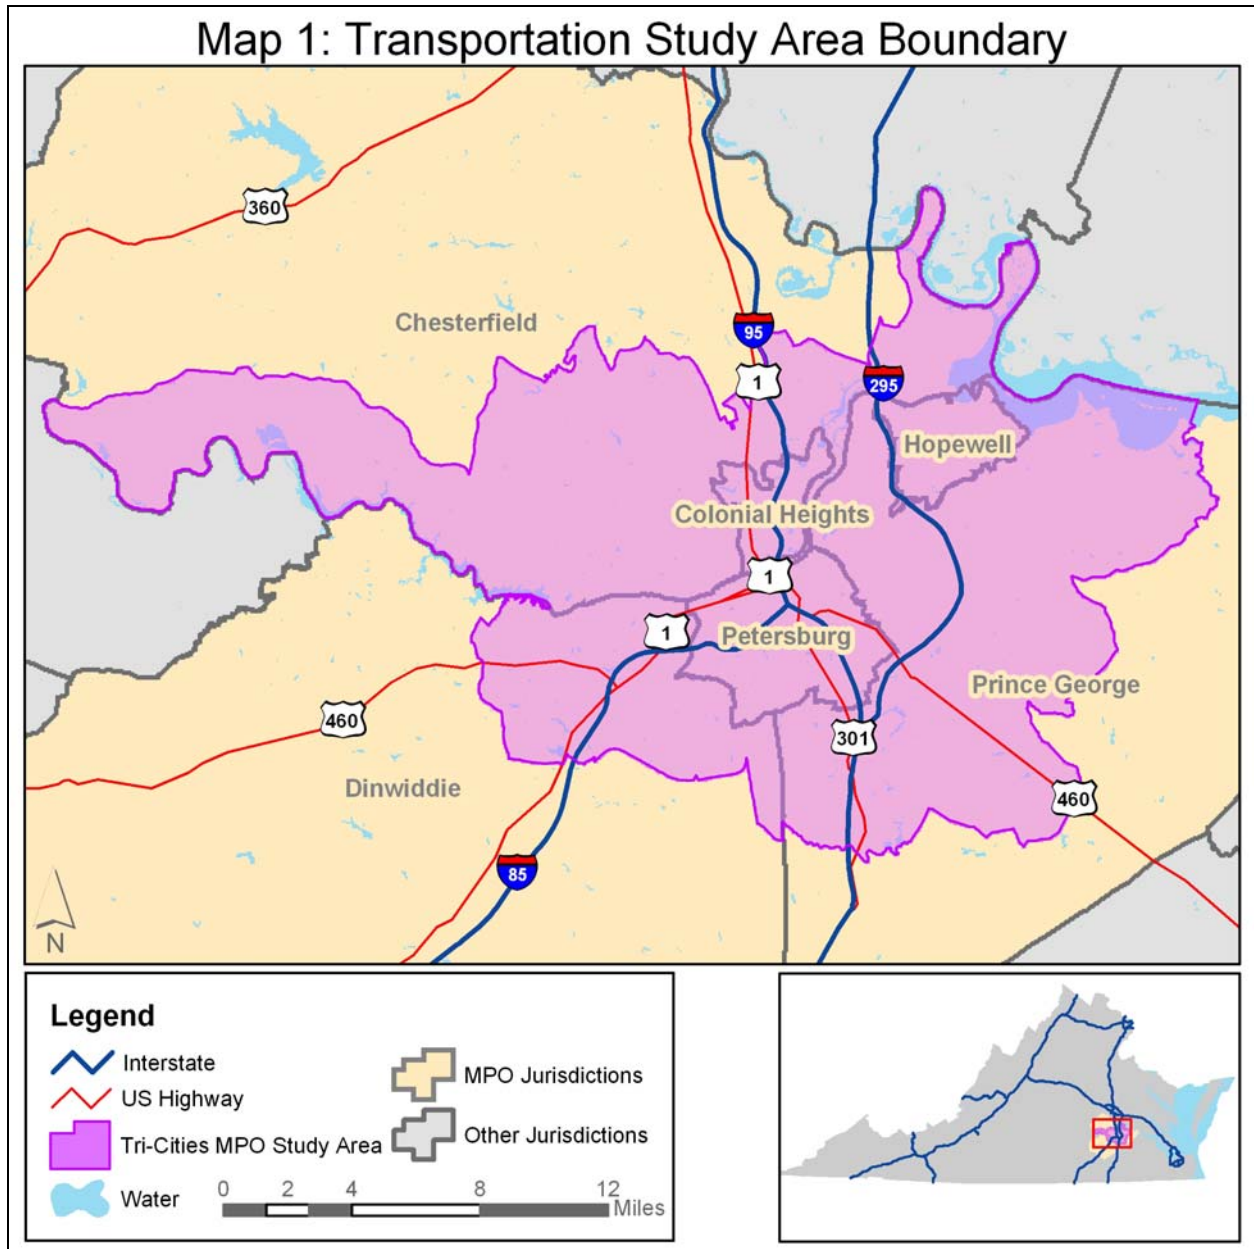 Map 1: Transportation Study Area Boundary
360
Chesterfield
95
1
295
Hopewell
Colonial Heights
1
1
Petersburg
Prince George
460
301
Dinwiddie
460
85
N
Legend
Interstate
US Highway
Tri-Cities MPO Study Area
Water
MPO Jurisdictions
Other Jurisdictions
0 2 4 8 12
Miles